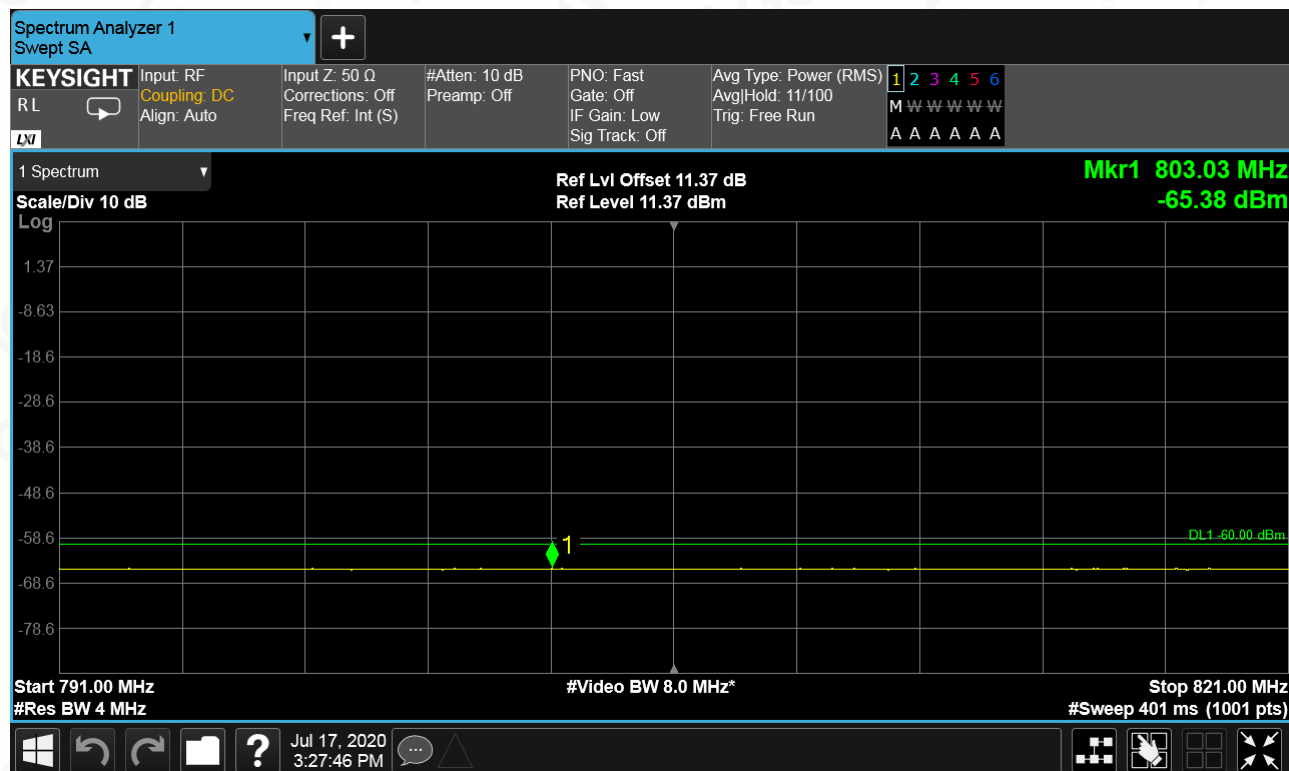 Spectrum Analyzer 1
Swept SA
KEYSIGHT
R L
LXI
Input: RF
Coupling: DC
Align: Auto
Input Z: 50 Ω
Corrections: Off
Freq Ref: Int (S)
#Atten: 10 dB
Preamp: Off
PNO: Fast
Gate: Off
IF Gain: Low
Sig Track: Off
Avg Type: Power (RMS)
Avg|Hold: 11/100
Trig: Free Run
1 2 3 4 5 6
M W W W W W
A A A A A A
1 Spectrum
Scale/Div 10 dB
Ref Lvl Offset 11.37 dB
Ref Level 11.37 dBm
Mkr1 803.03 MHz
-65.38 dBm
Log
1.37
-8.63
-18.6
-28.6
-38.6
-48.6
-58.6
-68.6
-78.6
1
DL1 -60.00 dBm
Start 791.00 MHz
#Res BW 4 MHz
#Video BW 8.0 MHz*
Stop 821.00 MHz
#Sweep 401 ms (1001 pts)
?
Jul 17, 2020
3:27:46 PM